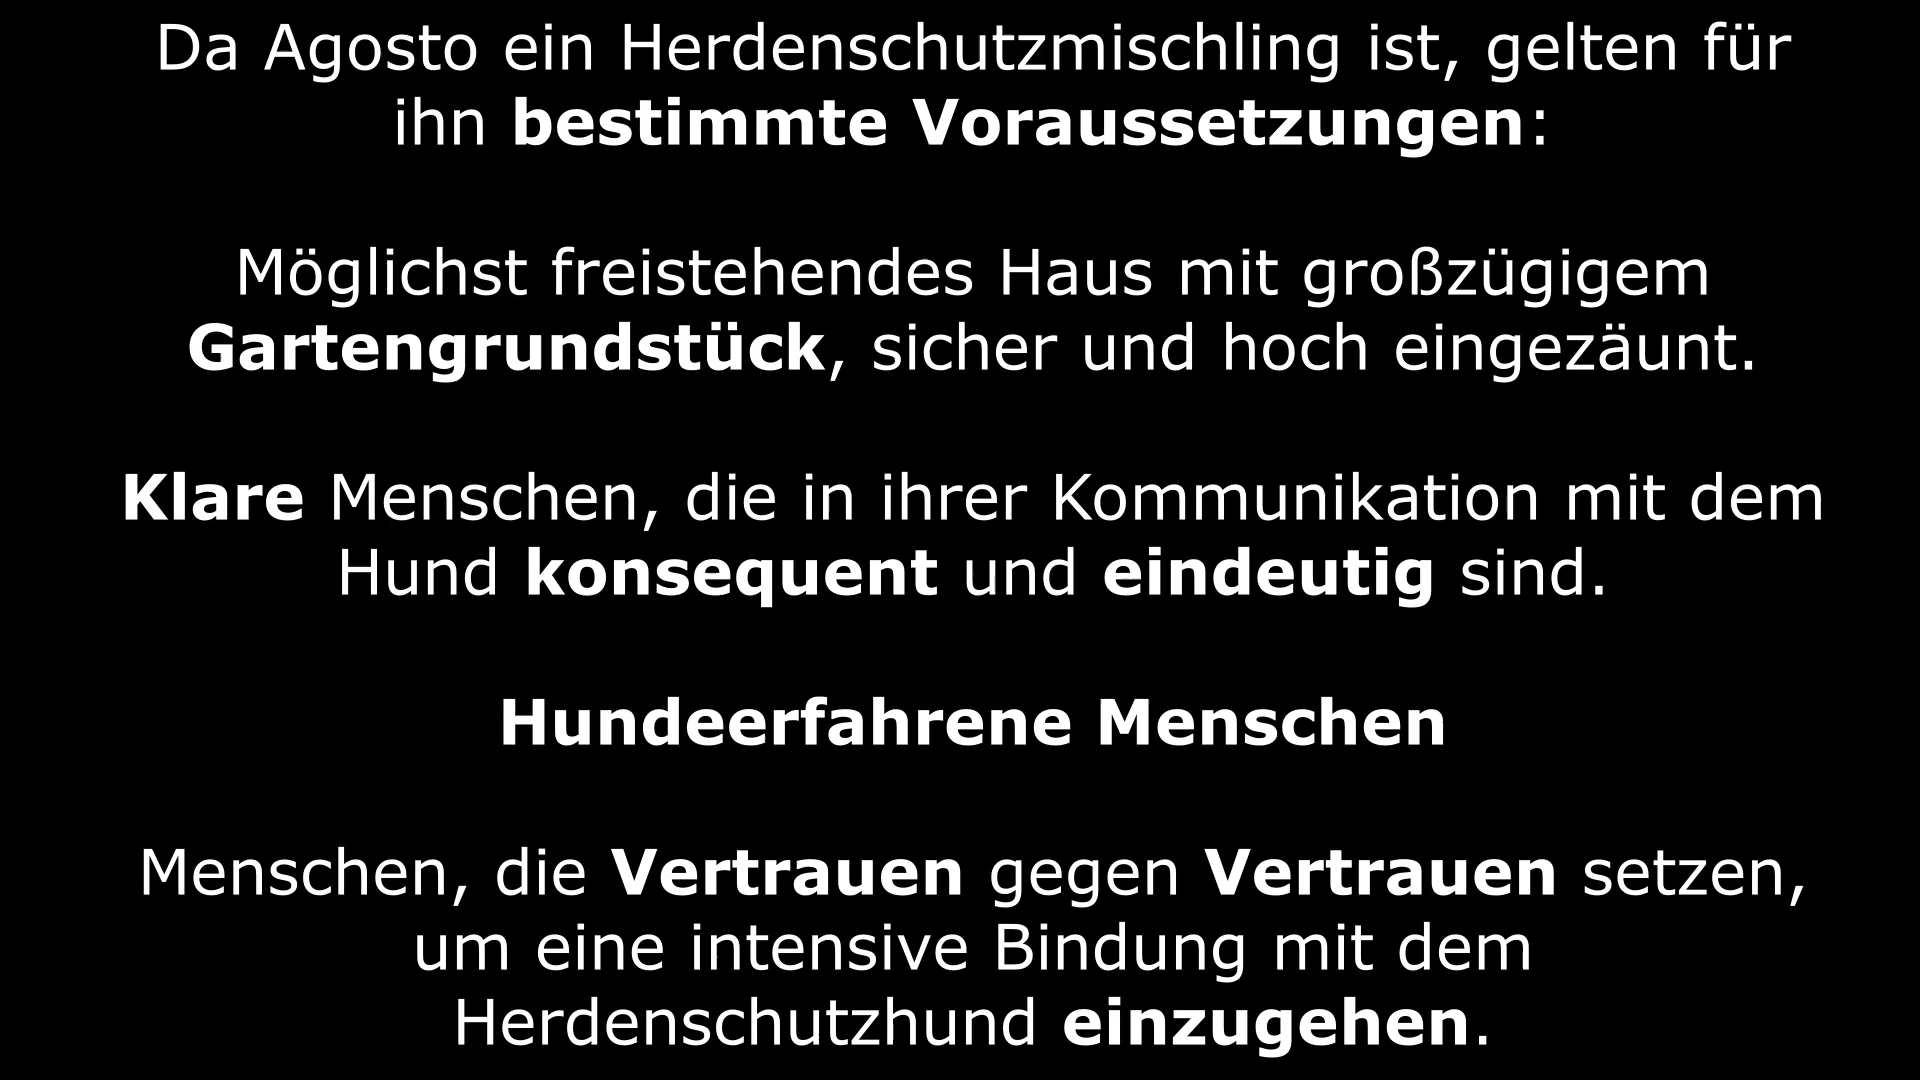 Da Agosto ein Herdenschutzmischling ist, gelten für
ihn bestimmte Voraussetzungen:
Möglichst freistehendes Haus mit großzügigem
Gartengrundstück, sicher und hoch eingezäunt.
Klare Menschen, die in ihrer Kommunikation mit dem
Hund konsequent und eindeutig sind.
Hundeerfahrene Menschen
Menschen, die Vertrauen gegen Vertrauen setzen,
um eine intensive Bindung mit dem
Herdenschutzhund einzugehen.